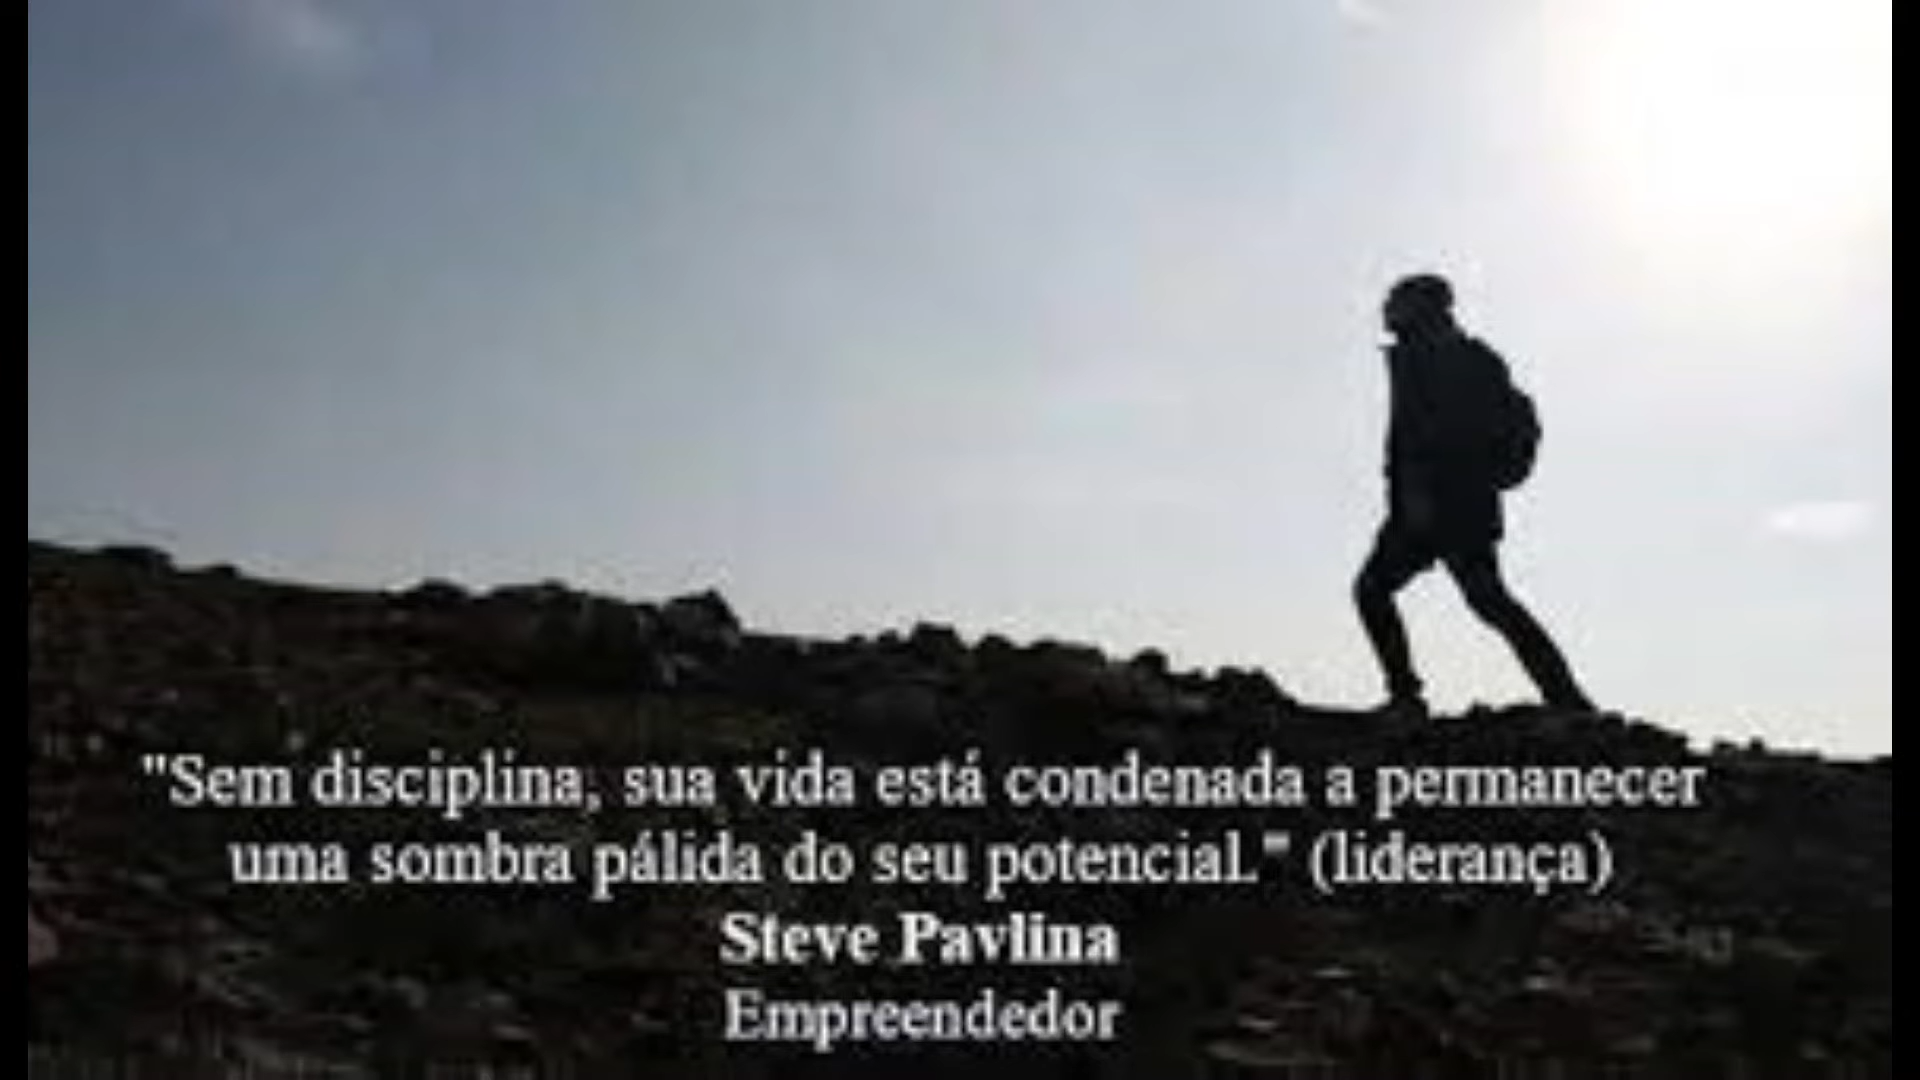 "Sem disciplina, sua vida está condenada a permanecer
uma sombra pálida do seu potencial." (liderança)
Steve Pavlina
Empreendedor